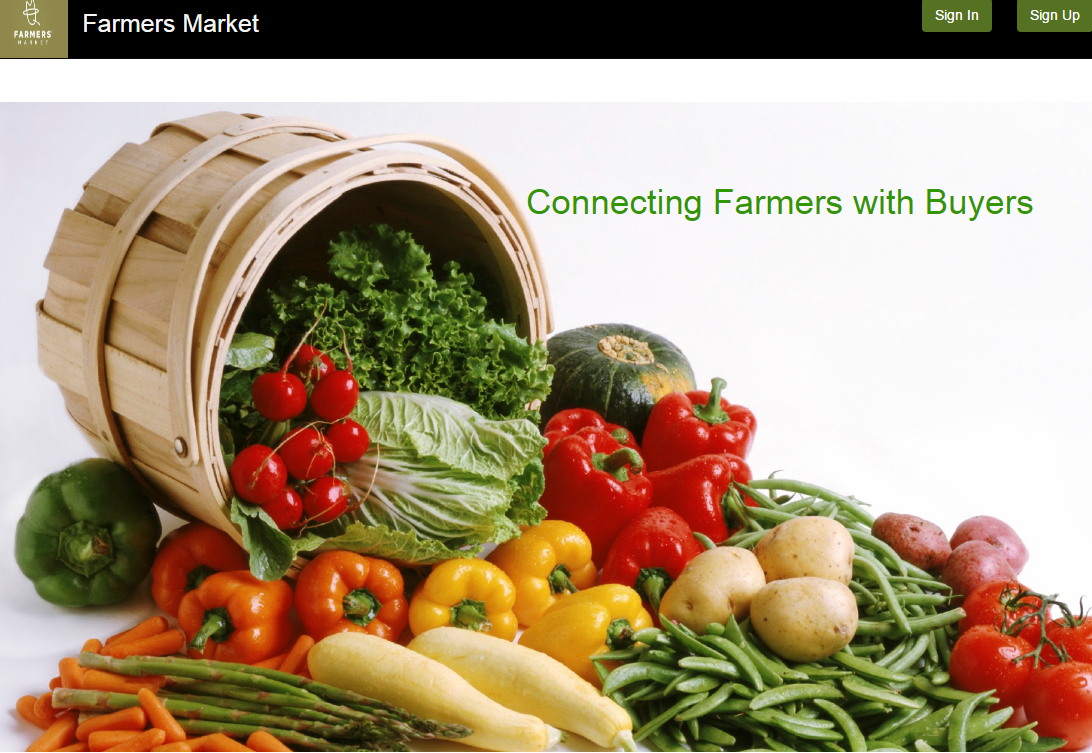 FARMERS
MARKET
Farmers Market
Sign In
Sign Up
Connecting Farmers with Buyers